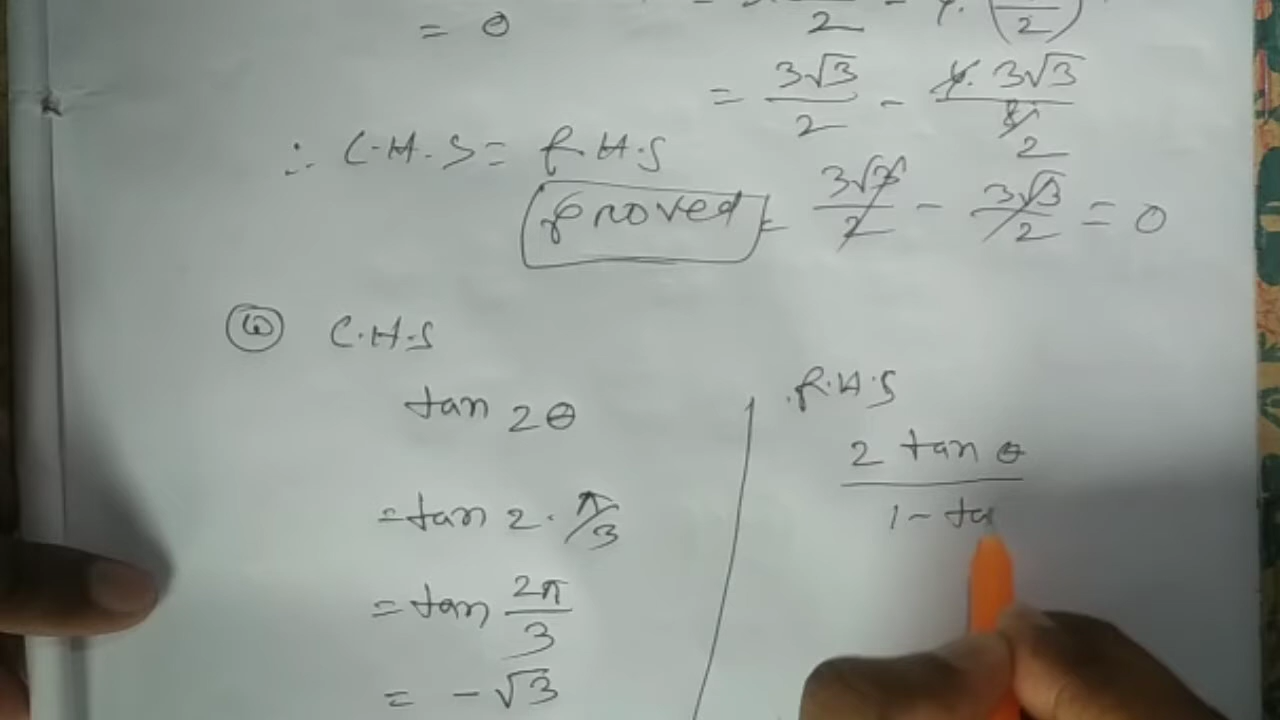 = 0
= 3√3/2 - 4. 3√3/8 2
∴ L.H.S = R.H.S
Proved
= 3√3/2 - 3√3/2 = 0
L.H.S
tan 2θ
= tan 2. π/3
= tan 2π/3
= -√3
R.H.S
2 tan θ
1 - ta